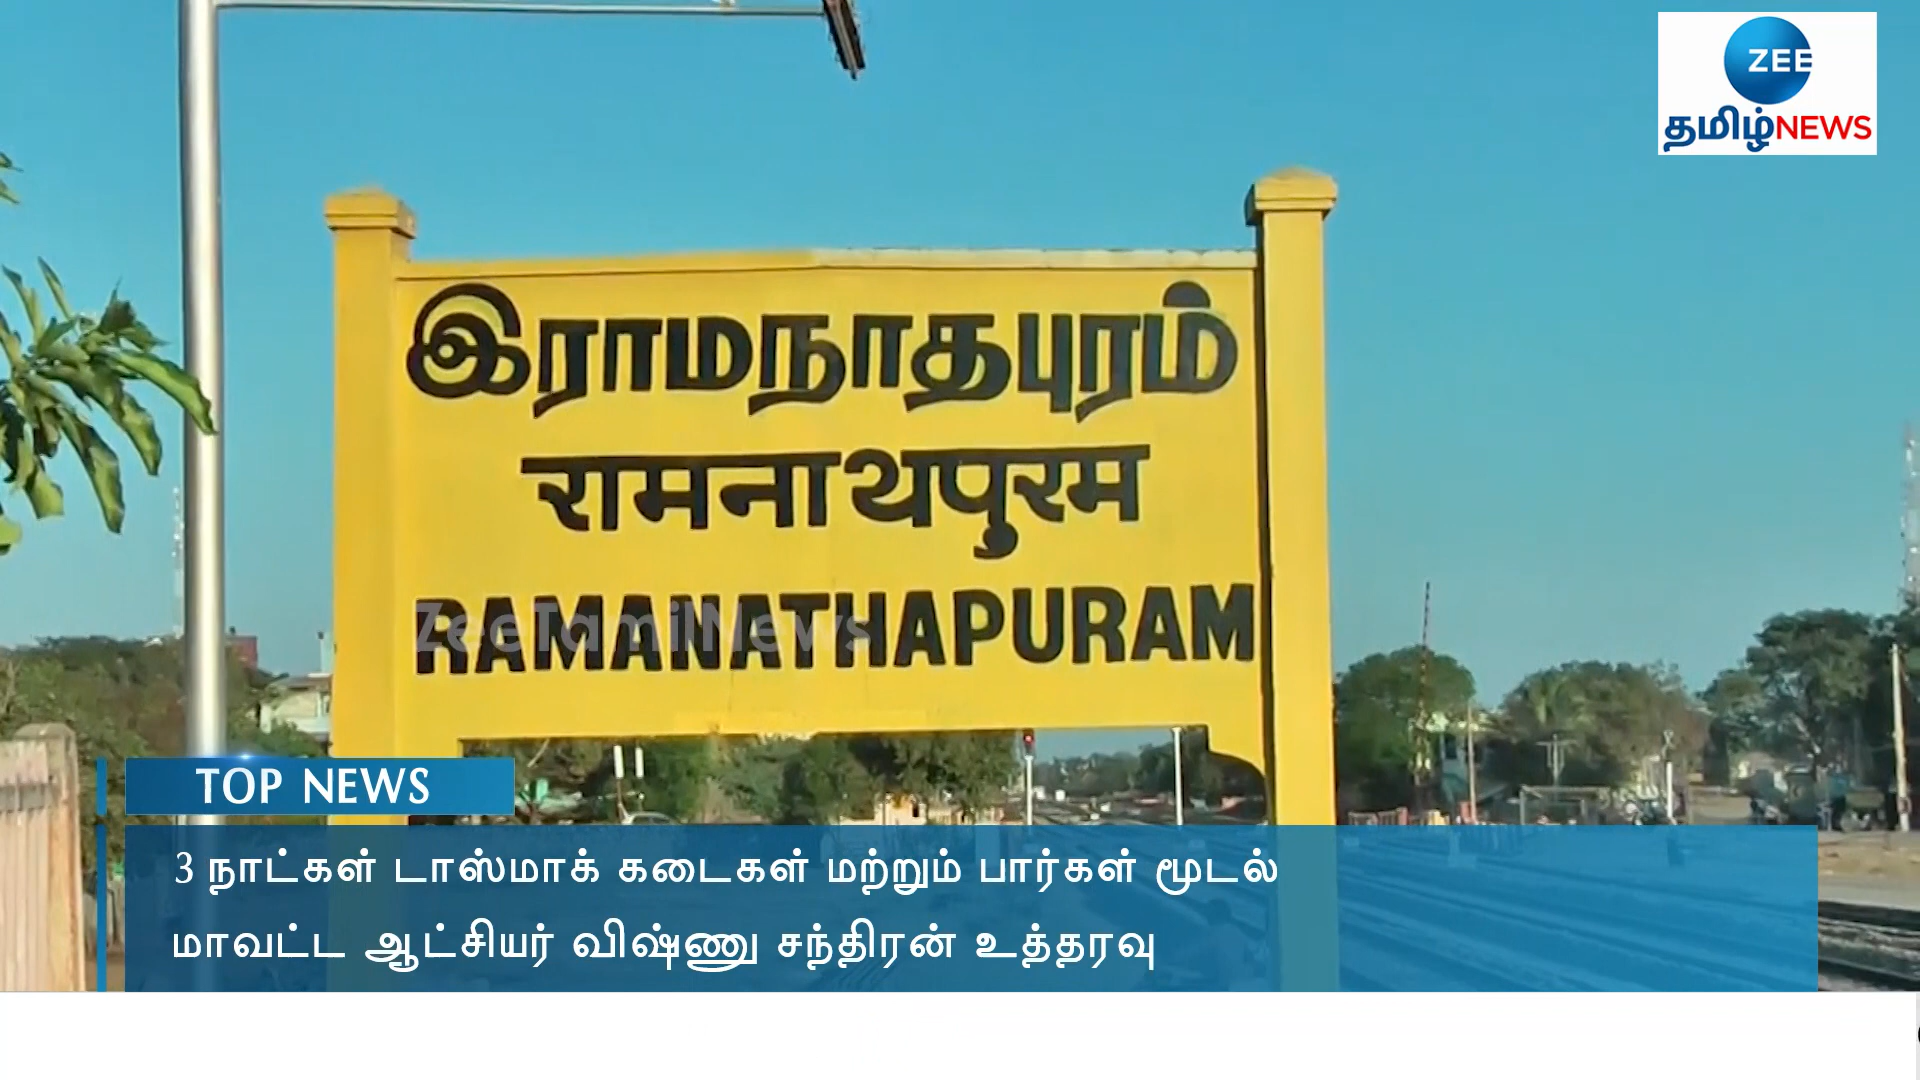 ZEE
தமிழ்NEWS
இராமநாதபுரம்
रामनाथपुरम
RAMANATHAPURAM
ZeeTamilNews
TOP NEWS
3 நாட்கள் டாஸ்மாக் கடைகள் மற்றும் பார்கள் மூடல்
மாவட்ட ஆட்சியர் விஷ்ணு சந்திரன் உத்தரவு